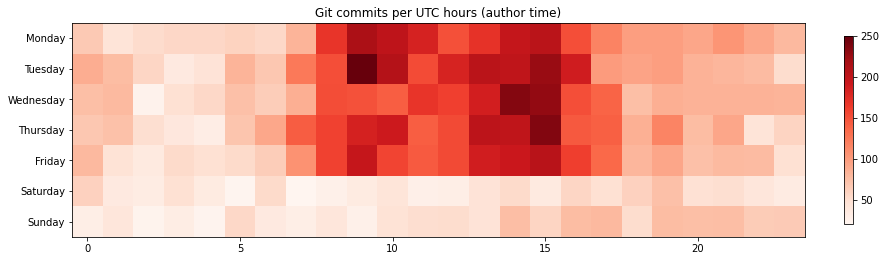 Git commits per UTC hours (author time)
Monday
Tuesday
Wednesday
Thursday
Friday
Saturday
Sunday
0 5 10 15 20
250
200
150
100
50